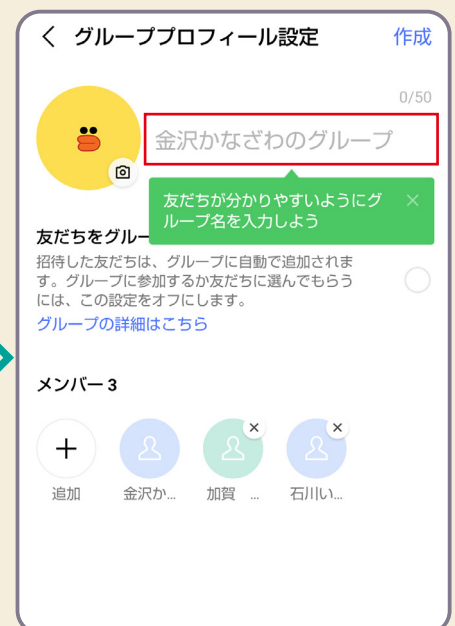 グループプロフィール設定 作成
0/50
金沢かなざわのグループ
友だちが分かりやすいようにグ
ループ名を入力しよう
友だちをグルー
招待した友だちは、グループに自動で追加されま
す。グループに参加するか友だちに選んでもらう
には、この設定をオフにします。
グループの詳細はこちら
メンバー 3
追加 金沢か... 加賀 ... 石川い...